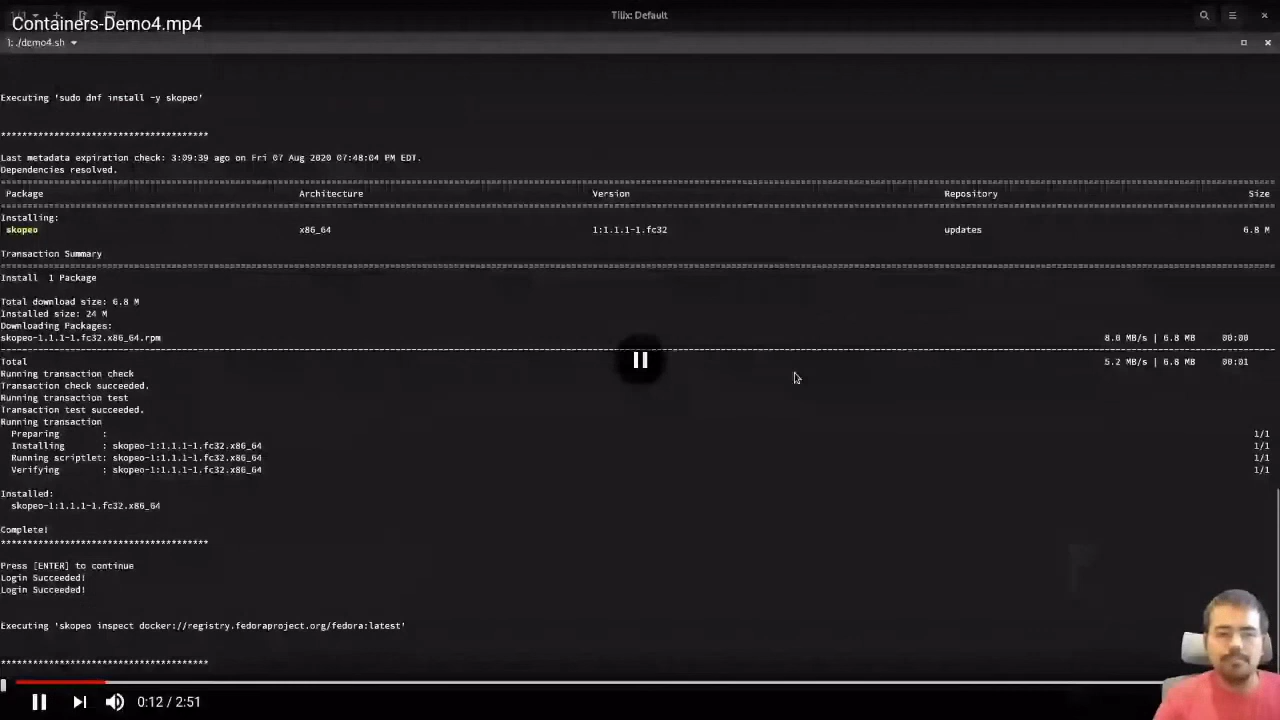 Containers-Demo4.mp4
Tilix: Default
1: ./demo4.sh
Executing 'sudo dnf install -y skopeo'
***************************************
Last metadata expiration check: 3:09:39 ago on Fri 07 Aug 2020 07:48:04 PM EDT.
Dependencies resolved.
Package Architecture Version Repository Size
Installing:
skopeo x86_64 1:1.1.1-1.fc32 updates 6.8 M
Transaction Summary
Install 1 Package
Total download size: 6.8 M
Installed size: 24 M
Downloading Packages:
skopeo-1.1.1-1.fc32.x86_64.rpm 8.0 MB/s | 6.8 MB 00:00
Total 5.2 MB/s | 6.8 MB 00:01
Running transaction check
Transaction check succeeded.
Running transaction test
Transaction test succeeded.
Running transaction
Preparing : 1/1
Installing : skopeo-1:1.1.1-1.fc32.x86_64 1/1
Running scriptlet: skopeo-1:1.1.1-1.fc32.x86_64 1/1
Verifying : skopeo-1:1.1.1-1.fc32.x86_64 1/1
Installed:
skopeo-1:1.1.1-1.fc32.x86_64
Complete!
***************************************
Press [ENTER] to continue
Login Succeeded!
Login Succeeded!
Executing 'skopeo inspect docker://registry.fedoraproject.org/fedora:latest'
***************************************
0:12 / 2:51